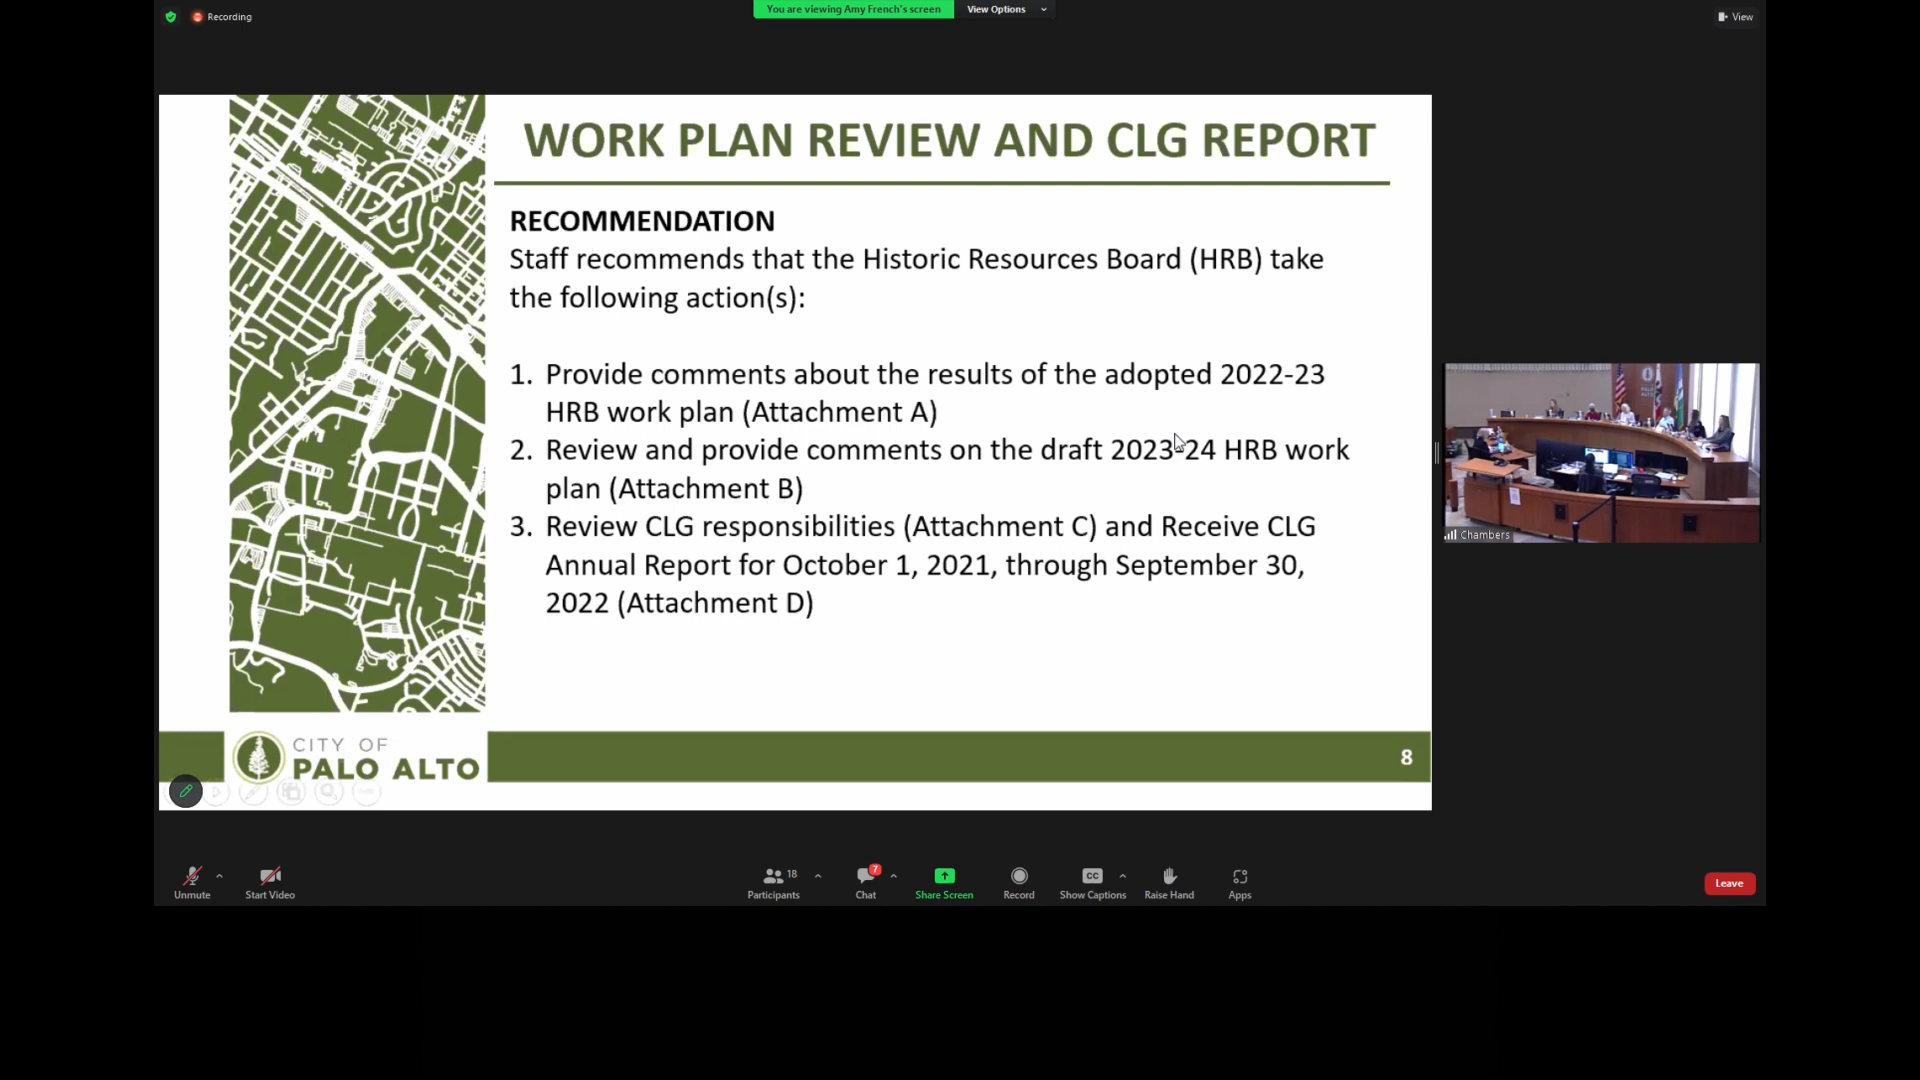 Recording
You are viewing Amy French's screen
View Options
View
WORK PLAN REVIEW AND CLG REPORT
RECOMMENDATION
Staff recommends that the Historic Resources Board (HRB) take
the following action(s):
1. Provide comments about the results of the adopted 2022-23
HRB work plan (Attachment A)
2. Review and provide comments on the draft 2023-24 HRB work
plan (Attachment B)
3. Review CLG responsibilities (Attachment C) and Receive CLG
Annual Report for October 1, 2021, through September 30,
2022 (Attachment D)
CITY OF
PALO ALTO
8
Chambers
Unmute
Start Video
18
Participants
7
Chat
Share Screen
Record
CC
Show Captions
Raise Hand
Apps
Leave